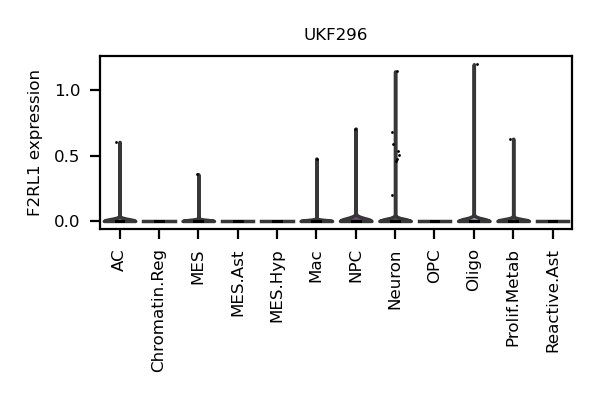 UKF296
F2RL1 expression
1.0
0.5
0.0
AC
Chromatin.Reg
MES
MES.Ast
MES.Hyp
Mac
NPC
Neuron
OPC
Oligo
Prolif.Metab
Reactive.Ast